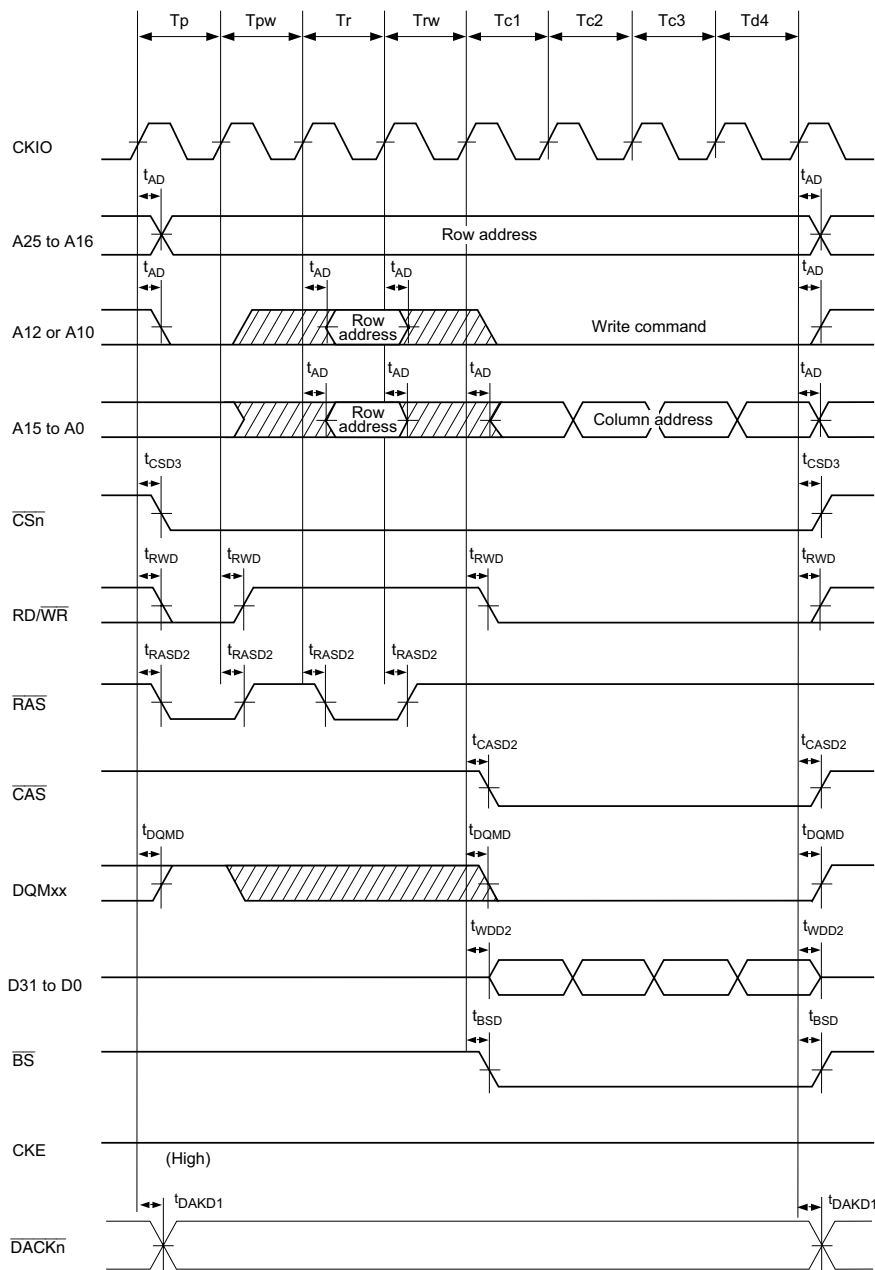 Tp Tpw Tr Trw Tc1 Tc2 Tc3 Td4
CKIO
tAD tAD
A25 to A16 Row address
tAD tAD tAD tAD
A12 or A10 Row address Write command
tAD tAD tAD tAD
A15 to A0 Row address Column address
tCSD3 tCSD3
CSn
tRWD tRWD tRWD tRWD
RD/WR
tRASD2 tRASD2 tRASD2 tRASD2
RAS
tCASD2 tCASD2
CAS
tDQMD tDQMD tDQMD
DQMxx
tWDD2 tWDD2
D31 to D0
tBSD tBSD
BS
CKE
(High)
tDAKD1 tDAKD1
DACKn